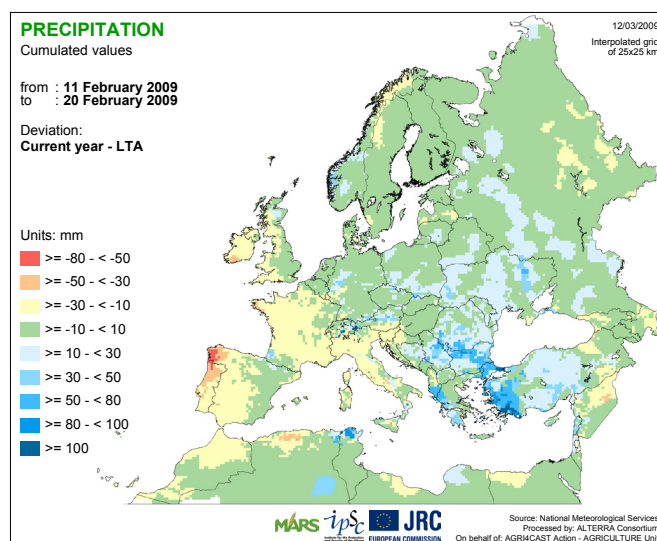 PRECIPITATION
Cumulated values
from : 11 February 2009
to : 20 February 2009
Deviation:
Current year - LTA
12/03/2009
Interpolated grid
of 25x25 km
Units: mm
>= -80 - < -50
>= -50 - < -30
>= -30 - < -10
>= -10 - < 10
>= 10 - < 30
>= 30 - < 50
>= 50 - < 80
>= 80 - < 100
>= 100
MARS ipsc JRC
EUROPEAN COMMISSION
Source: National Meteorological Services
Processed by: ALTERRA Consortium
On behalf of: AGRI4CAST Action - AGRICULTURE Unit